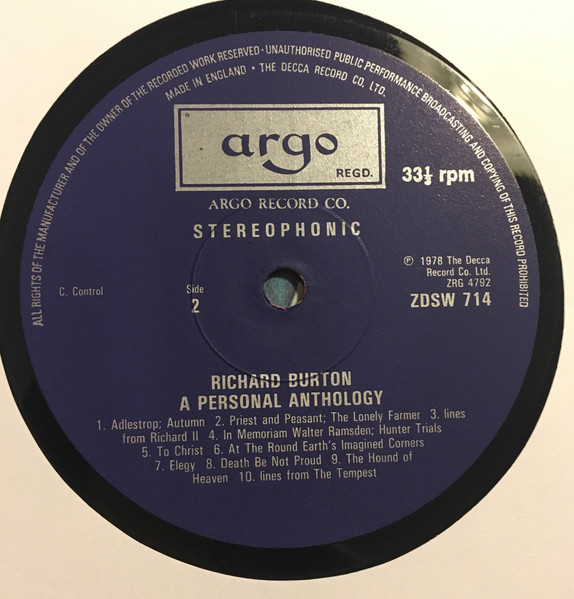 ALL RIGHTS OF THE MANUFACTURER AND OF THE OWNER OF THE RECORDED WORK RESERVED · UNAUTHORISED PUBLIC PERFORMANCE BROADCASTING AND COPYING OF THIS RECORD PROHIBITED
MADE IN ENGLAND · THE DECCA RECORD CO. LTD.
argo
REGD.
33⅓ rpm
ARGO RECORD CO.
STEREOPHONIC
℗ 1978 The Decca
Record Co. Ltd.
ZRG 4792
ZDSW 714
C. Control
Side
2
RICHARD BURTON
A PERSONAL ANTHOLOGY
1. Adlestrop; Autumn 2. Priest and Peasant; The Lonely Farmer 3. lines
from Richard II 4. In Memoriam Walter Ramsden; Hunter Trials
5. To Christ 6. At The Round Earth's Imagined Corners
7. Elegy 8. Death Be Not Proud 9. The Hound of
Heaven 10. lines from The Tempest